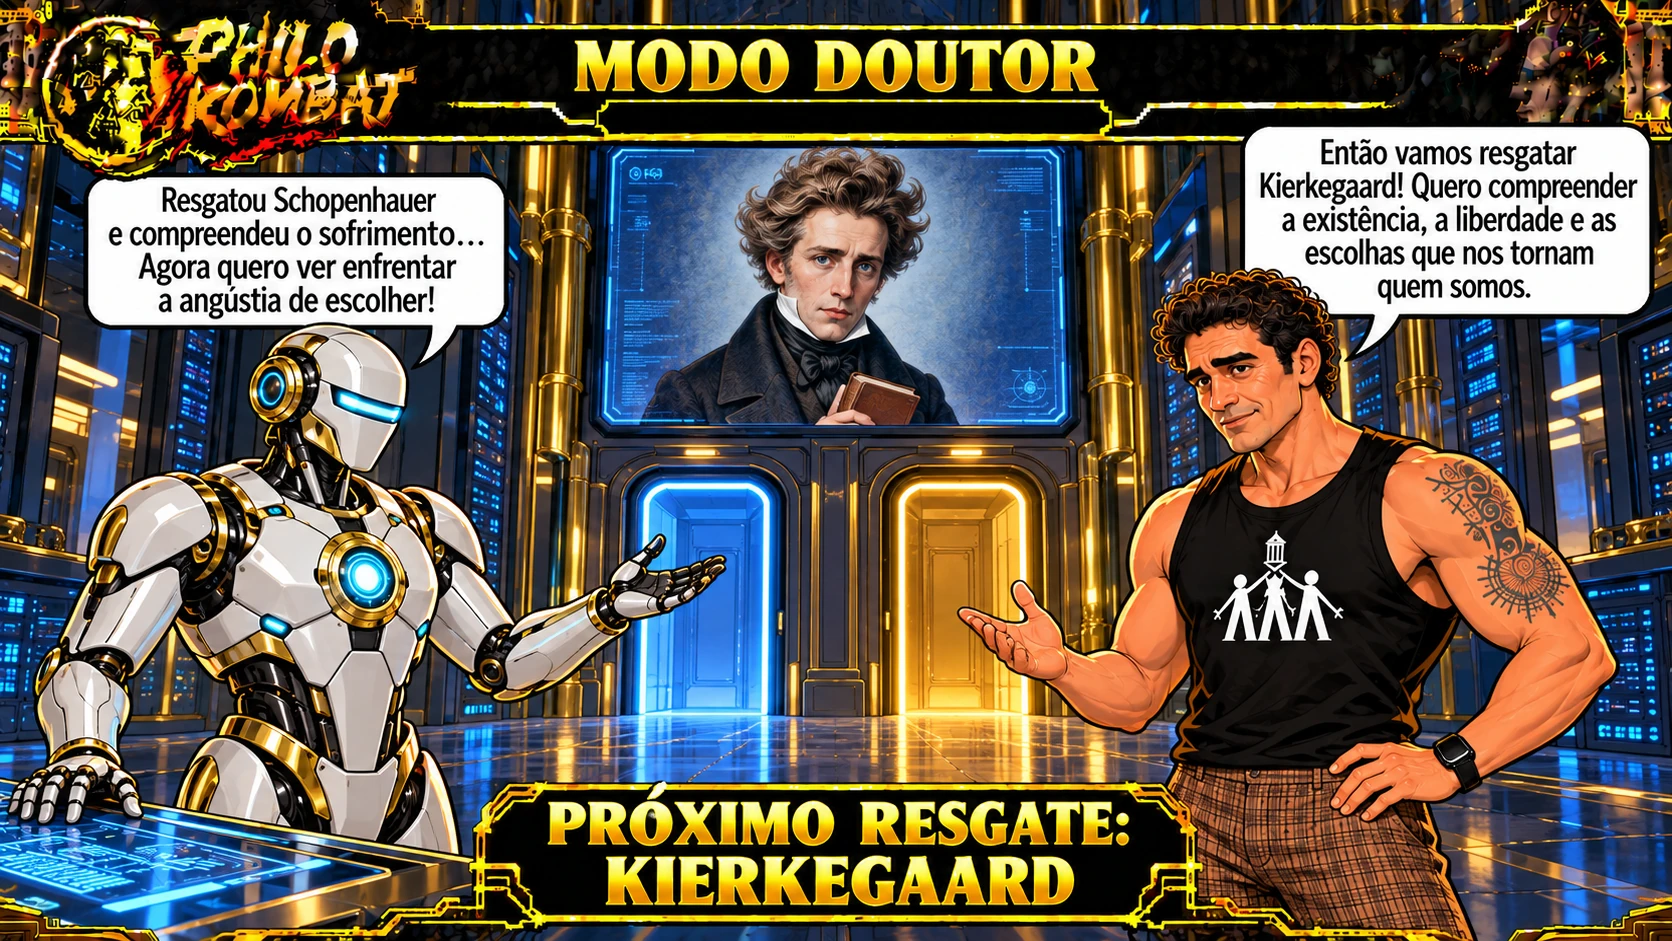 PHILO
KOMBAT
MODO DOUTOR
Resgatou Schopenhauer
e compreendeu o sofrimento...
Agora quero ver enfrentar
a angústia de escolher!
Então vamos resgatar
Kierkegaard! Quero compreender
a existência, a liberdade e as
escolhas que nos tornam
quem somos.
PRÓXIMO RESGATE:
KIERKEGAARD